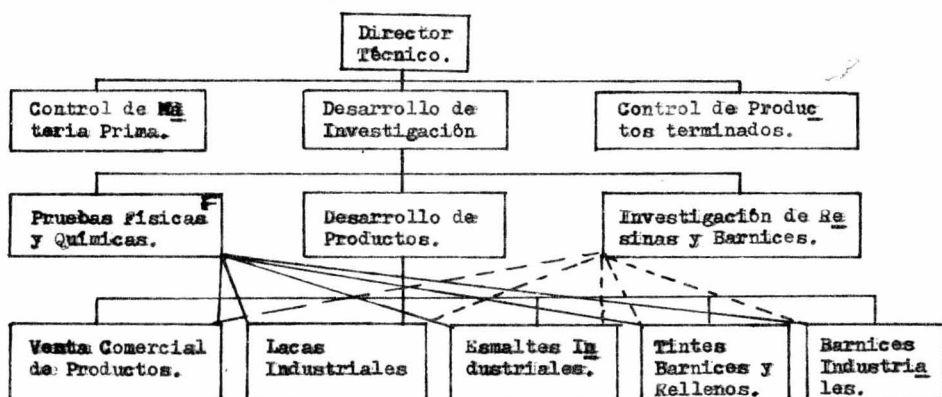 Director
Técnico.
Control de Ma
teria Prima.
Desarrollo de
Investigación
Control de Produc
tos terminados.
Pruebas Físicas
y Químicas.
Desarrollo de
Productos.
Investigación de Re
sinas y Barnices.
Venta Comercial
de Productos.
Lacas
Industriales
Esmaltes In
dustriales.
Tintes
Barnices y
Rellenos.
Barnices
Industria
les.